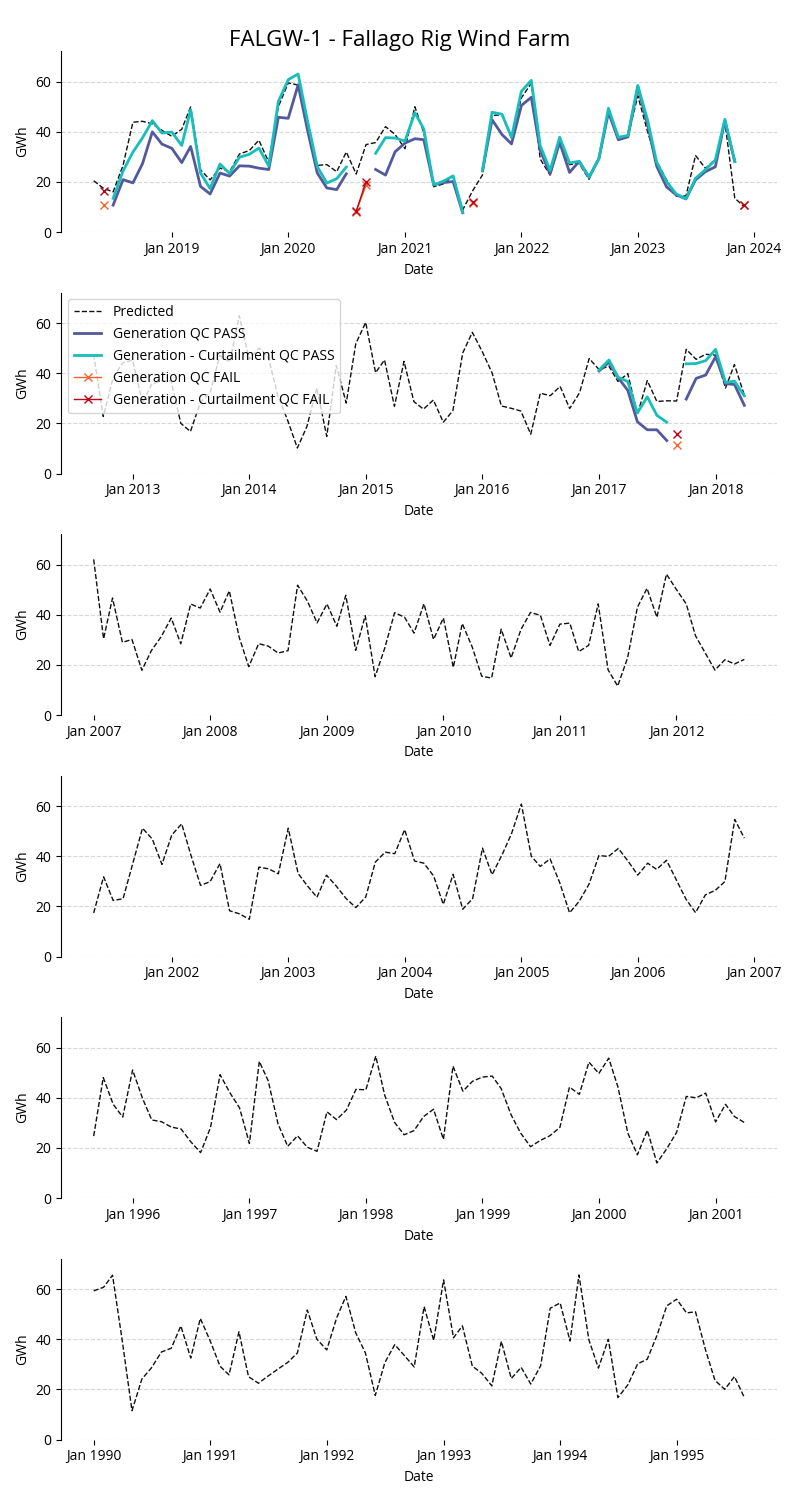 FALGW-1 - Fallago Rig Wind Farm
60
40
20
0
GWh
Jan 2019 Jan 2020 Jan 2021 Jan 2022 Jan 2023 Jan 2024
Date
Predicted
Generation QC PASS
Generation - Curtailment QC PASS
Generation QC FAIL
Generation - Curtailment QC FAIL
60
40
20
0
GWh
Jan 2013 Jan 2014 Jan 2015 Jan 2016 Jan 2017 Jan 2018
Date
60
40
20
0
GWh
Jan 2007 Jan 2008 Jan 2009 Jan 2010 Jan 2011 Jan 2012
Date
60
40
20
0
GWh
Jan 2002 Jan 2003 Jan 2004 Jan 2005 Jan 2006 Jan 2007
Date
60
40
20
0
GWh
Jan 1996 Jan 1997 Jan 1998 Jan 1999 Jan 2000 Jan 2001
Date
60
40
20
0
GWh
Jan 1990 Jan 1991 Jan 1992 Jan 1993 Jan 1994 Jan 1995
Date